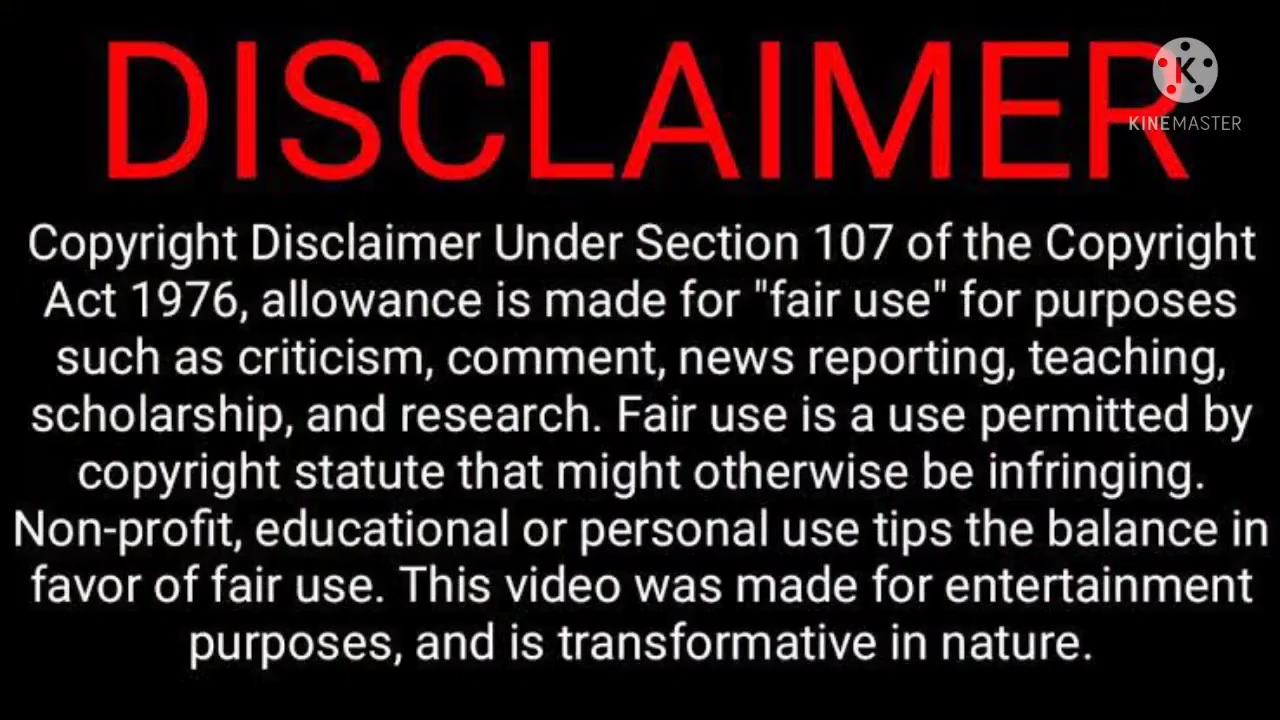 DISCLAIMER
K
KINEMASTER
Copyright Disclaimer Under Section 107 of the Copyright
Act 1976, allowance is made for "fair use" for purposes
such as criticism, comment, news reporting, teaching,
scholarship, and research. Fair use is a use permitted by
copyright statute that might otherwise be infringing.
Non-profit, educational or personal use tips the balance in
favor of fair use. This video was made for entertainment
purposes, and is transformative in nature.